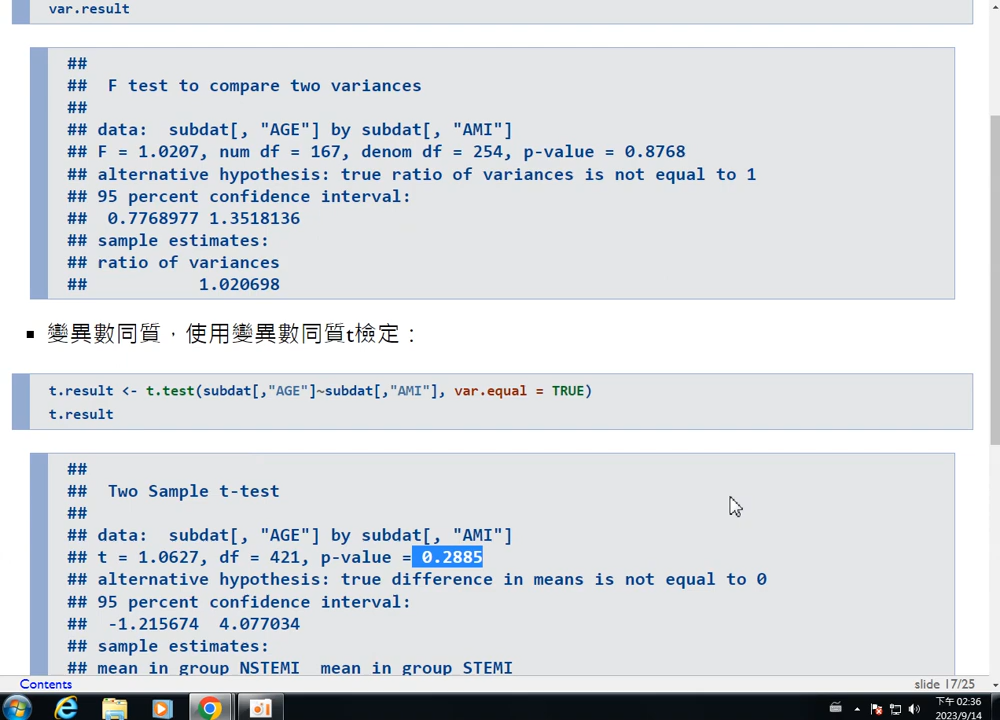 var.result
##
##  F test to compare two variances
##
## data:  subdat[, "AGE"] by subdat[, "AMI"]
## F = 1.0207, num df = 167, denom df = 254, p-value = 0.8768
## alternative hypothesis: true ratio of variances is not equal to 1
## 95 percent confidence interval:
##  0.7768977 1.3518136
## sample estimates:
## ratio of variances
##           1.020698
變異數同質，使用變異數同質t檢定：
t.result <- t.test(subdat[,"AGE"]~subdat[,"AMI"], var.equal = TRUE)
t.result
##
##  Two Sample t-test
##
## data:  subdat[, "AGE"] by subdat[, "AMI"]
## t = 1.0627, df = 421, p-value = 0.2885
## alternative hypothesis: true difference in means is not equal to 0
## 95 percent confidence interval:
##  -1.215674  4.077034
## sample estimates:
## mean in group NSTEMI  mean in group STEMI
Contents
slide 17/25
下午 02:36
2023/9/14